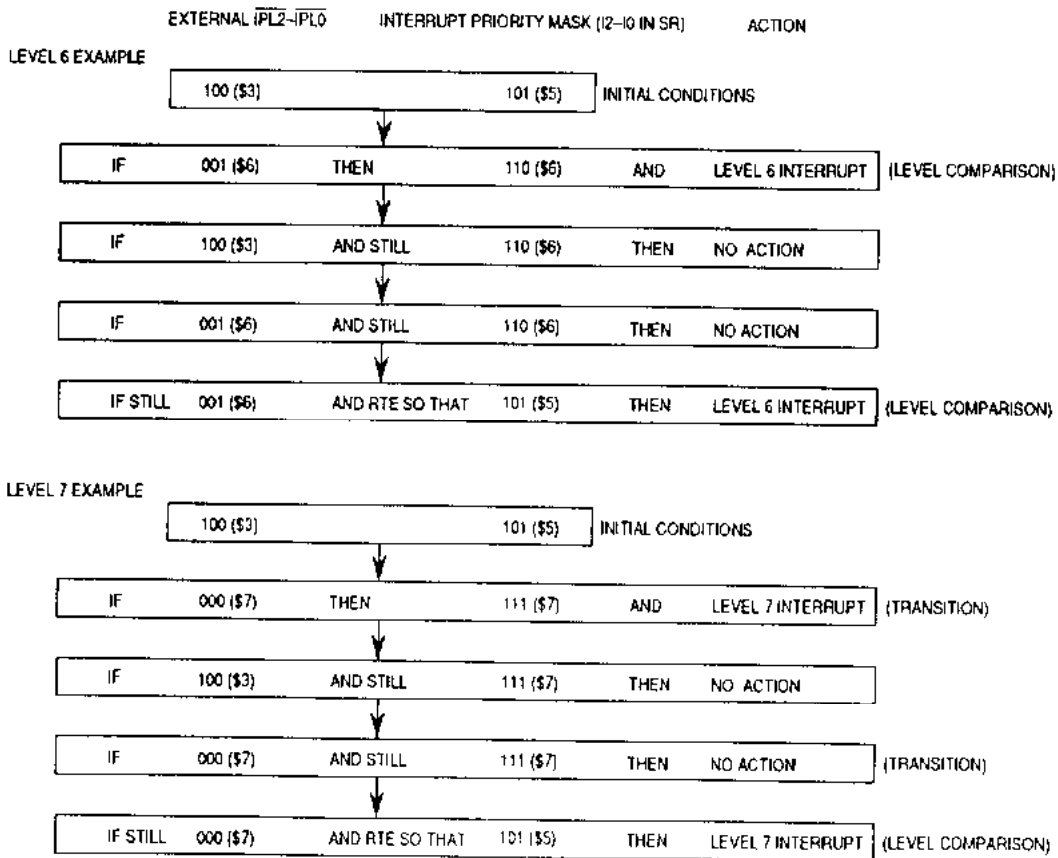 EXTERNAL IPL2–IPL0 INTERRUPT PRIORITY MASK (I2–I0 IN SR) ACTION
LEVEL 6 EXAMPLE
100 ($3) 101 ($5) INITIAL CONDITIONS
IF 001 ($6) THEN 110 ($6) AND LEVEL 6 INTERRUPT (LEVEL COMPARISON)
IF 100 ($3) AND STILL 110 ($6) THEN NO ACTION
IF 001 ($6) AND STILL 110 ($6) THEN NO ACTION
IF STILL 001 ($6) AND RTE SO THAT 101 ($5) THEN LEVEL 6 INTERRUPT (LEVEL COMPARISON)
LEVEL 7 EXAMPLE
100 ($3) 101 ($5) INITIAL CONDITIONS
IF 000 ($7) THEN 111 ($7) AND LEVEL 7 INTERRUPT (TRANSITION)
IF 100 ($3) AND STILL 111 ($7) THEN NO ACTION
IF 000 ($7) AND STILL 111 ($7) THEN NO ACTION (TRANSITION)
IF STILL 000 ($7) AND RTE SO THAT 101 ($5) THEN LEVEL 7 INTERRUPT (LEVEL COMPARISON)